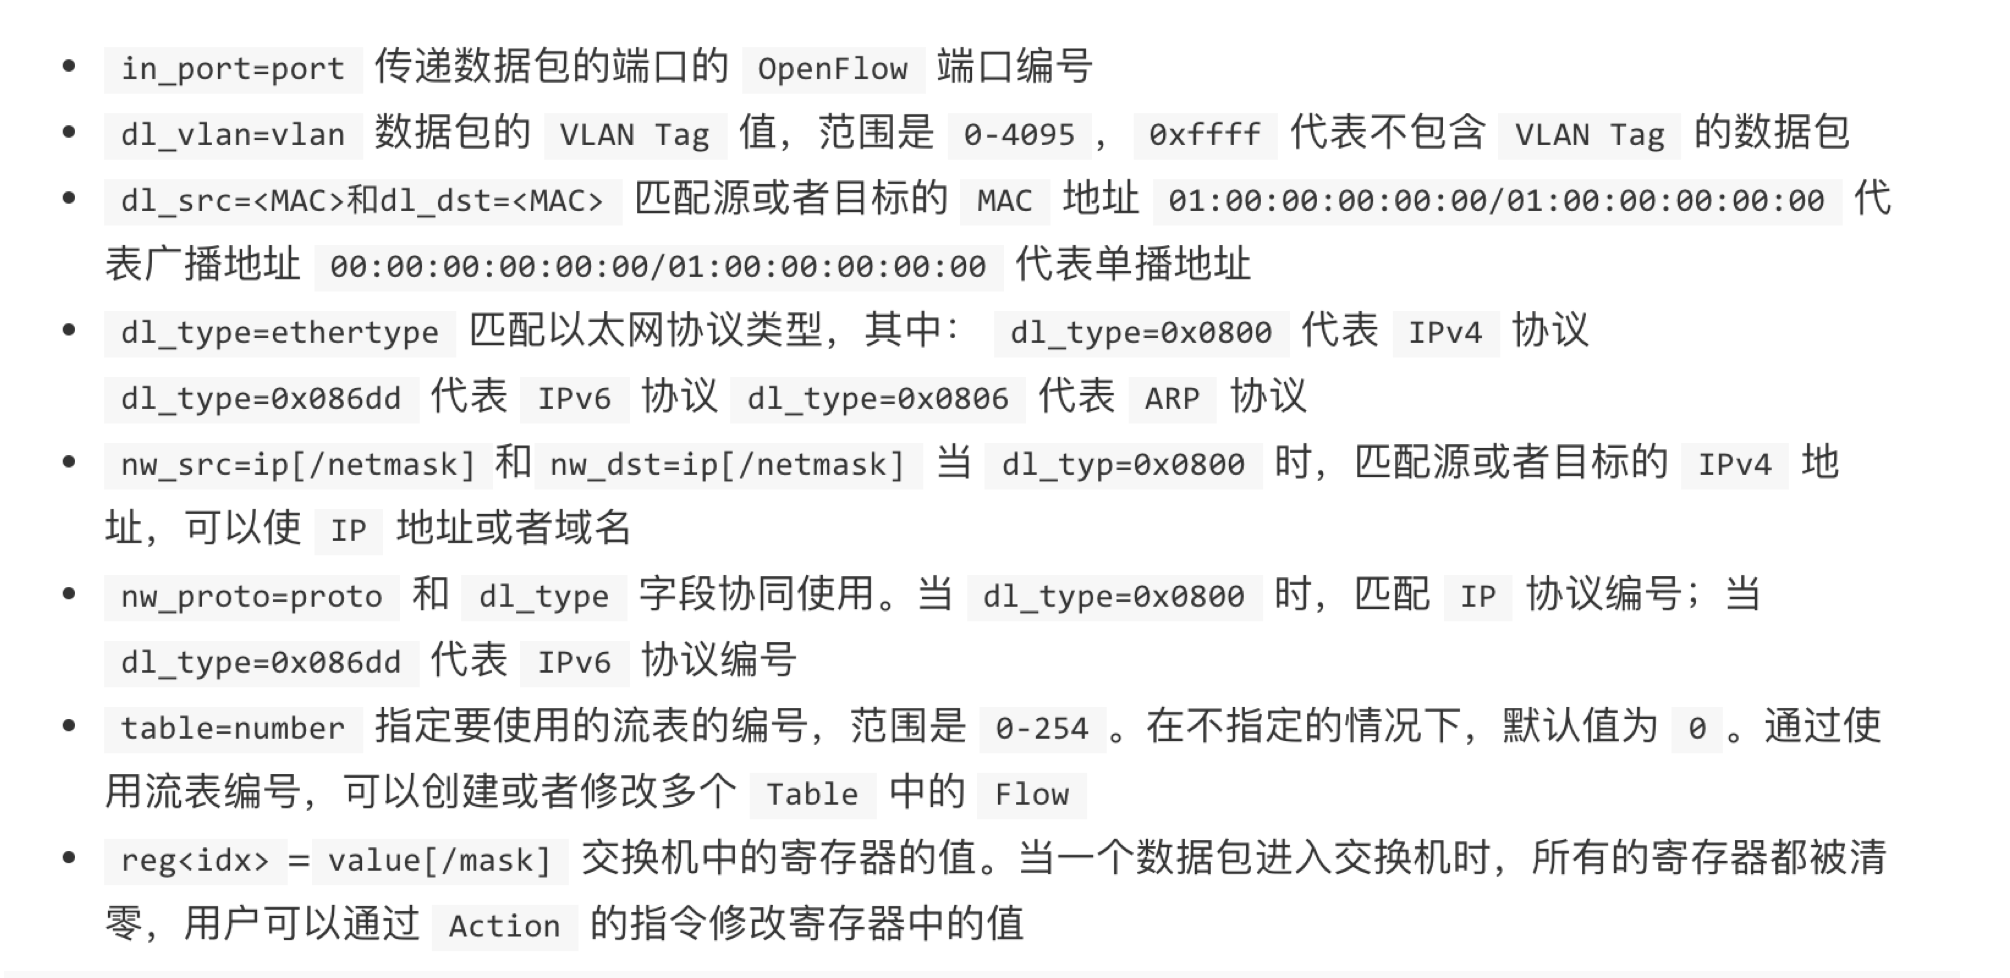 in_port=port 传递数据包的端口的 OpenFlow 端口编号
dl_vlan=vlan 数据包的 VLAN Tag 值，范围是 0-4095 ， 0xffff 代表不包含 VLAN Tag 的数据包
dl_src=<MAC>和dl_dst=<MAC> 匹配源或者目标的 MAC 地址 01:00:00:00:00:00/01:00:00:00:00:00 代
表广播地址 00:00:00:00:00:00/01:00:00:00:00:00 代表单播地址
dl_type=ethertype 匹配以太网协议类型，其中： dl_type=0x0800 代表 IPv4 协议
dl_type=0x086dd 代表 IPv6 协议 dl_type=0x0806 代表 ARP 协议
nw_src=ip[/netmask] 和 nw_dst=ip[/netmask] 当 dl_typ=0x0800 时，匹配源或者目标的 IPv4 地
址，可以使 IP 地址或者域名
nw_proto=proto 和 dl_type 字段协同使用。当 dl_type=0x0800 时，匹配 IP 协议编号；当
dl_type=0x086dd 代表 IPv6 协议编号
table=number 指定要使用的流表的编号，范围是 0-254 。在不指定的情况下，默认值为 0 。通过使
用流表编号，可以创建或者修改多个 Table 中的 Flow
reg<idx> = value[/mask] 交换机中的寄存器的值。当一个数据包进入交换机时，所有的寄存器都被清
零，用户可以通过 Action 的指令修改寄存器中的值